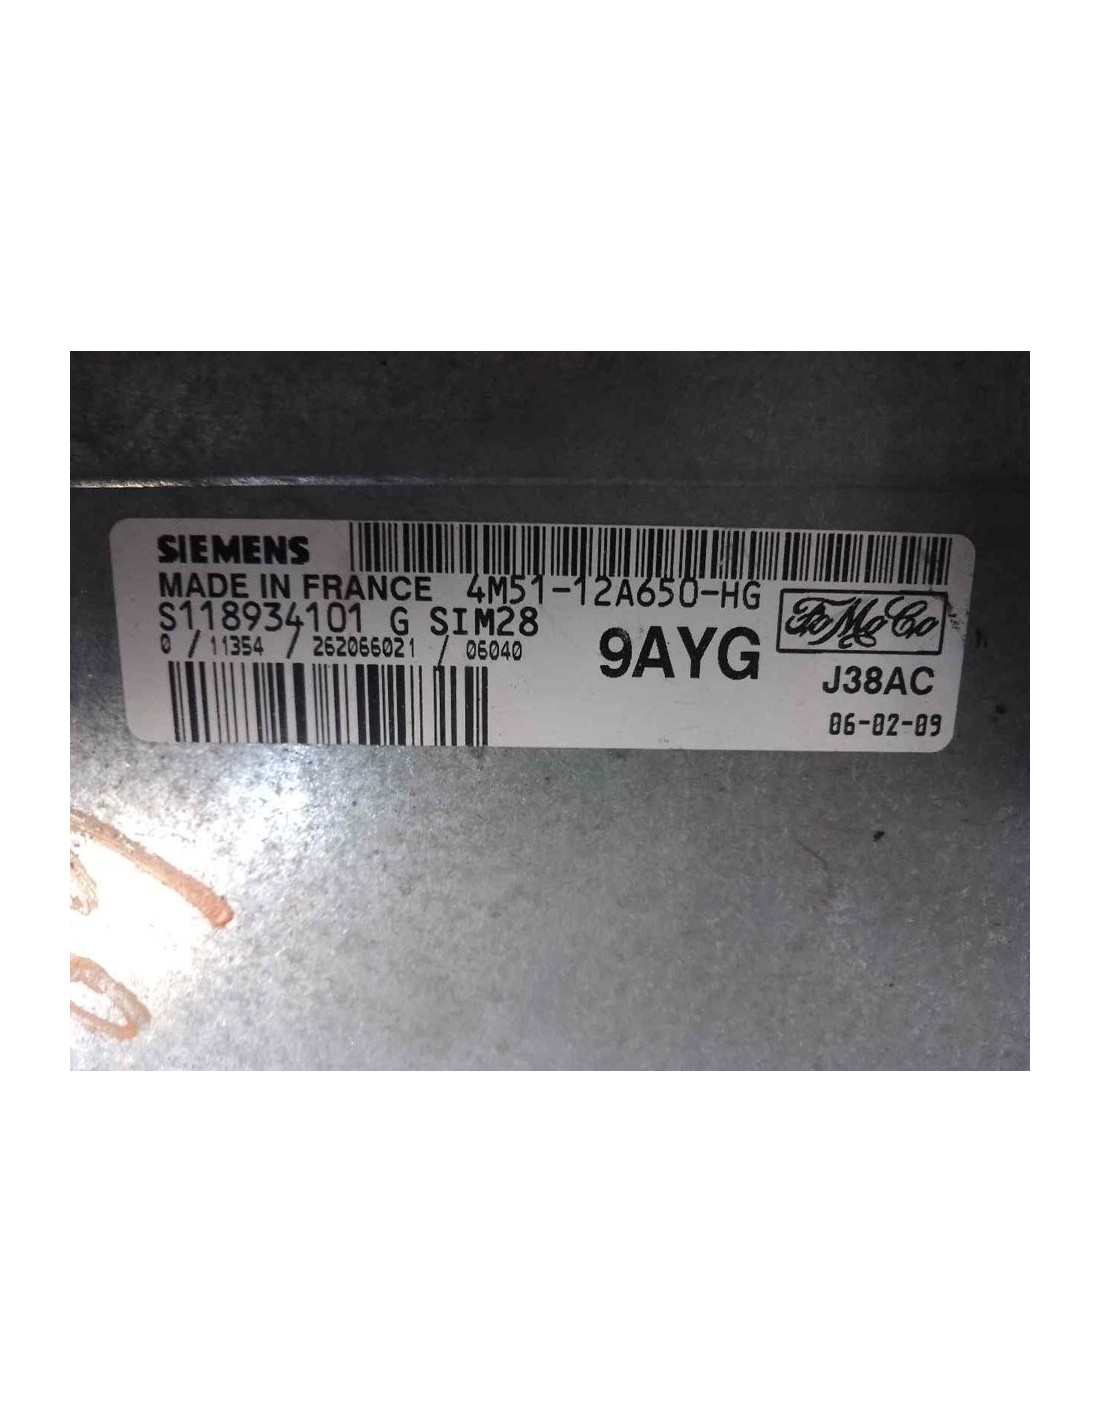 SIEMENS
MADE IN FRANCE 4M51-12A650-HG
S118934101 G SIM28
0 / 11354 / 262066021 / 06040
9AYG
FoMoCo
J38AC
06-02-09